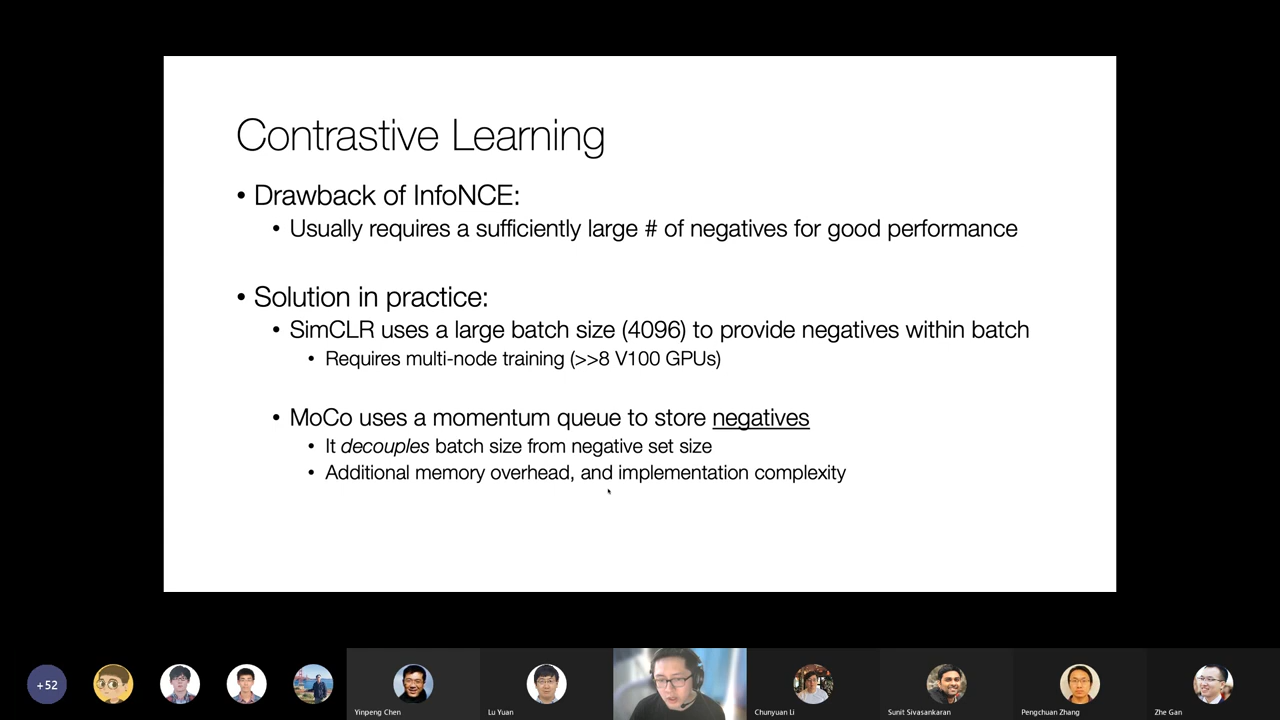 Contrastive Learning
• Drawback of InfoNCE:
• Usually requires a sufficiently large # of negatives for good performance
• Solution in practice:
• SimCLR uses a large batch size (4096) to provide negatives within batch
• Requires multi-node training (>>8 V100 GPUs)
• MoCo uses a momentum queue to store negatives
• It decouples batch size from negative set size
• Additional memory overhead, and implementation complexity
+52
Yinpeng Chen
Lu Yuan
Chunyuan Li
Sunit Sivasankaran
Pengchuan Zhang
Zhe Gan